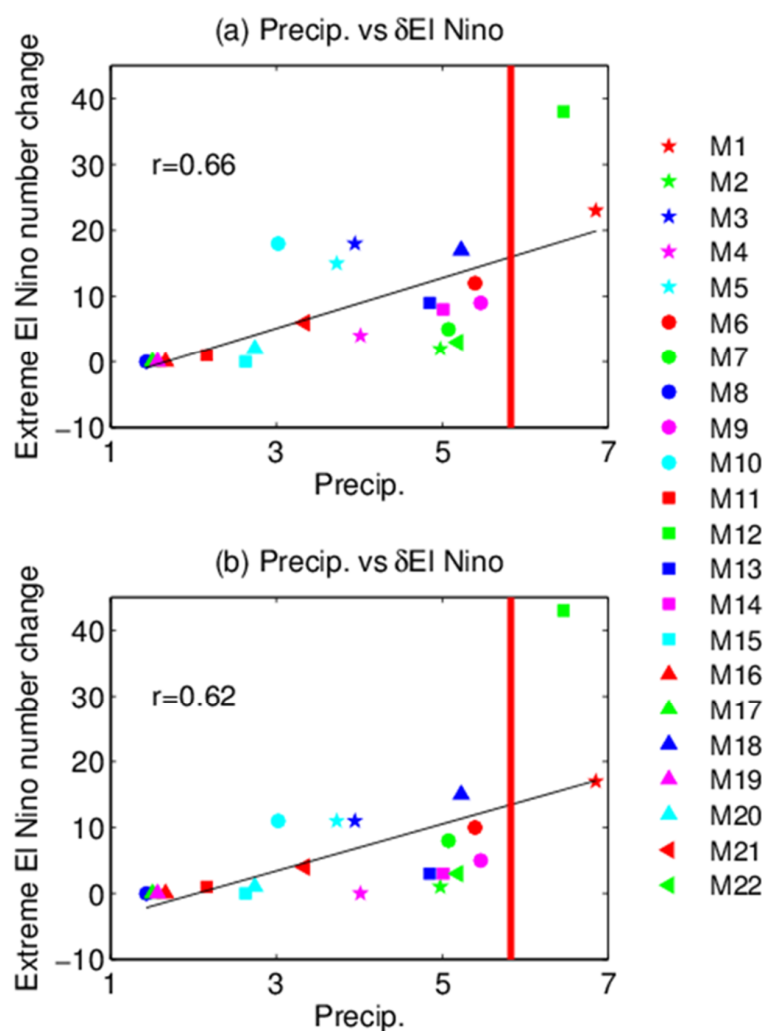 (a) Precip. vs δEl Nino
Extreme El Nino number change
40
30
20
10
0
−10
r=0.66
1 3 5 7
Precip.
(b) Precip. vs δEl Nino
Extreme El Nino number change
40
30
20
10
0
−10
r=0.62
1 3 5 7
Precip.
M1
M2
M3
M4
M5
M6
M7
M8
M9
M10
M11
M12
M13
M14
M15
M16
M17
M18
M19
M20
M21
M22